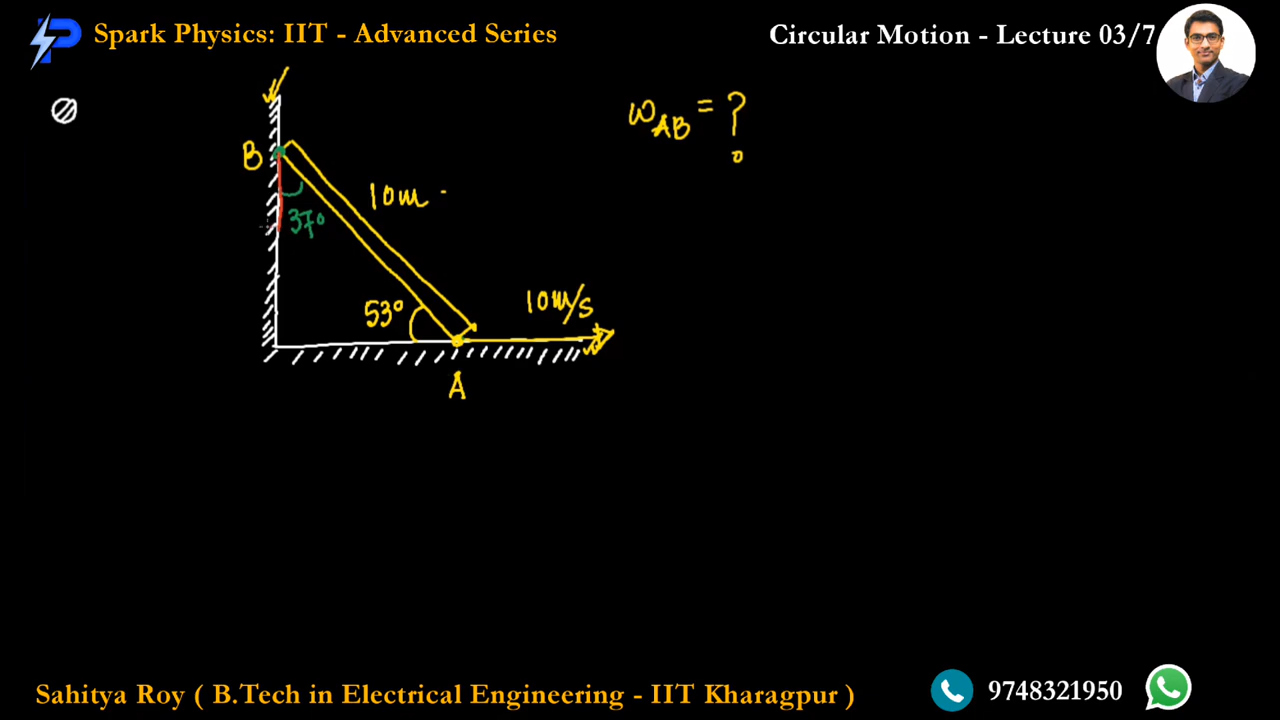 Spark Physics: IIT - Advanced Series
Circular Motion - Lecture 03/7
ω_AB = ?
B
10m
37°
53°
10m/s
A
Sahitya Roy ( B.Tech in Electrical Engineering - IIT Kharagpur )
9748321950